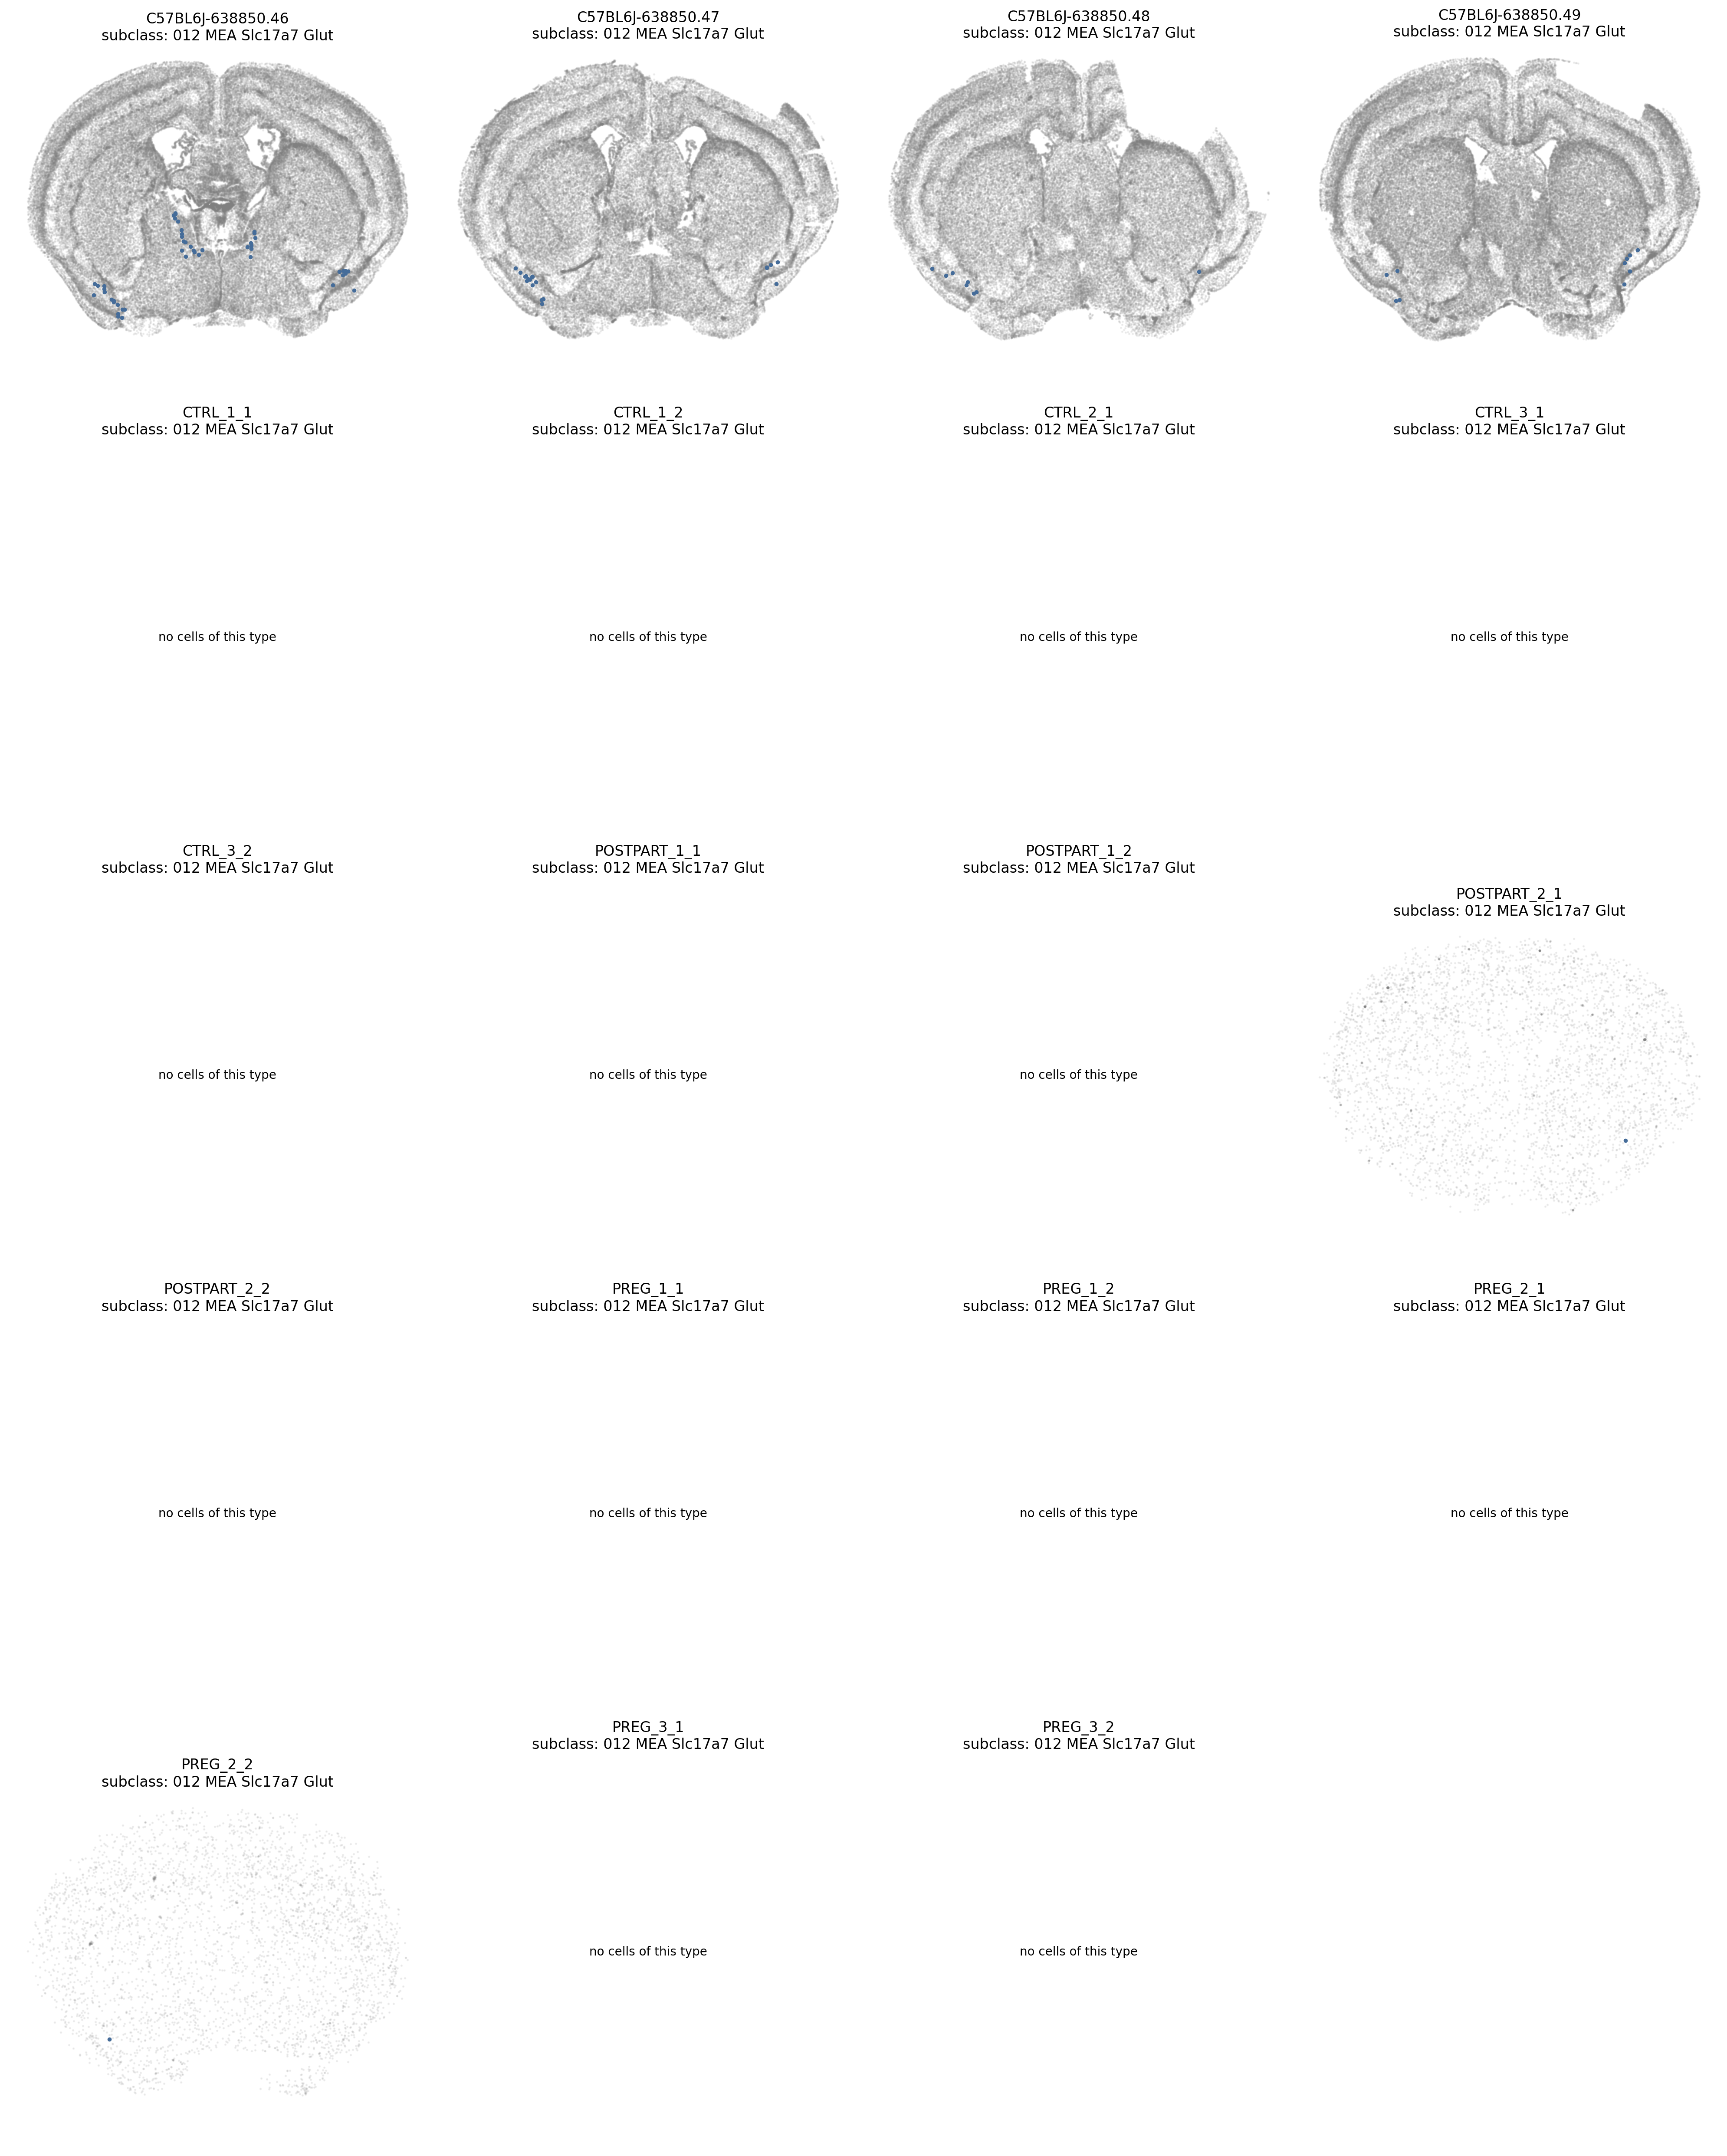 C57BL6J-638850.46
subclass: 012 MEA Slc17a7 Glut
C57BL6J-638850.47
subclass: 012 MEA Slc17a7 Glut
C57BL6J-638850.48
subclass: 012 MEA Slc17a7 Glut
C57BL6J-638850.49
subclass: 012 MEA Slc17a7 Glut
CTRL_1_1
subclass: 012 MEA Slc17a7 Glut
no cells of this type
CTRL_1_2
subclass: 012 MEA Slc17a7 Glut
no cells of this type
CTRL_2_1
subclass: 012 MEA Slc17a7 Glut
no cells of this type
CTRL_3_1
subclass: 012 MEA Slc17a7 Glut
no cells of this type
CTRL_3_2
subclass: 012 MEA Slc17a7 Glut
no cells of this type
POSTPART_1_1
subclass: 012 MEA Slc17a7 Glut
no cells of this type
POSTPART_1_2
subclass: 012 MEA Slc17a7 Glut
no cells of this type
POSTPART_2_1
subclass: 012 MEA Slc17a7 Glut
POSTPART_2_2
subclass: 012 MEA Slc17a7 Glut
no cells of this type
PREG_1_1
subclass: 012 MEA Slc17a7 Glut
no cells of this type
PREG_1_2
subclass: 012 MEA Slc17a7 Glut
no cells of this type
PREG_2_1
subclass: 012 MEA Slc17a7 Glut
no cells of this type
PREG_2_2
subclass: 012 MEA Slc17a7 Glut
PREG_3_1
subclass: 012 MEA Slc17a7 Glut
no cells of this type
PREG_3_2
subclass: 012 MEA Slc17a7 Glut
no cells of this type